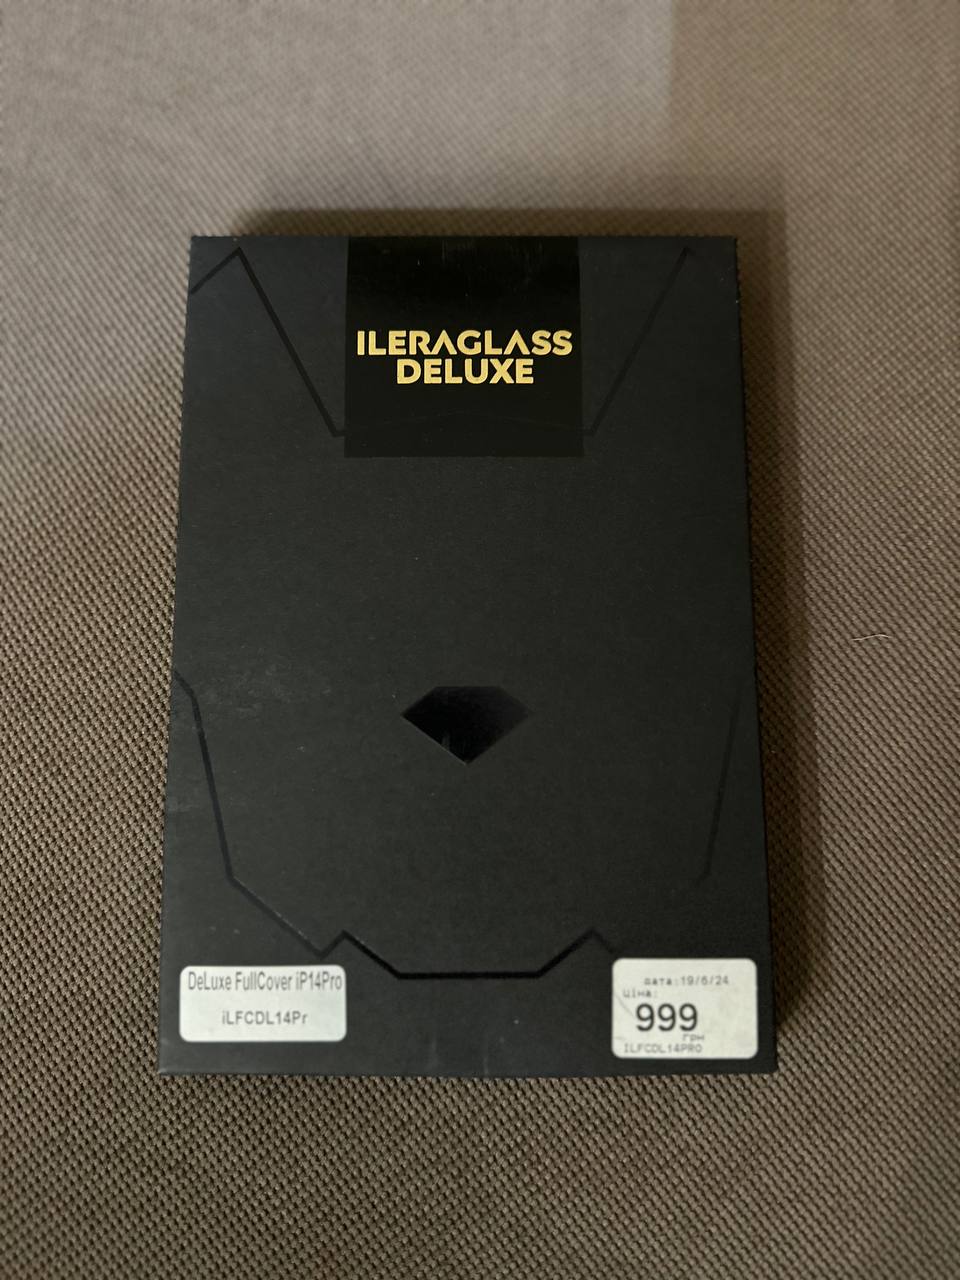 ILERAGLASS
DELUXE
DeLuxe FullCover iP14Pro
iLFCDL14Pr
дата:19/6/24
ціна:
999
грн
ILFCDL14PRO